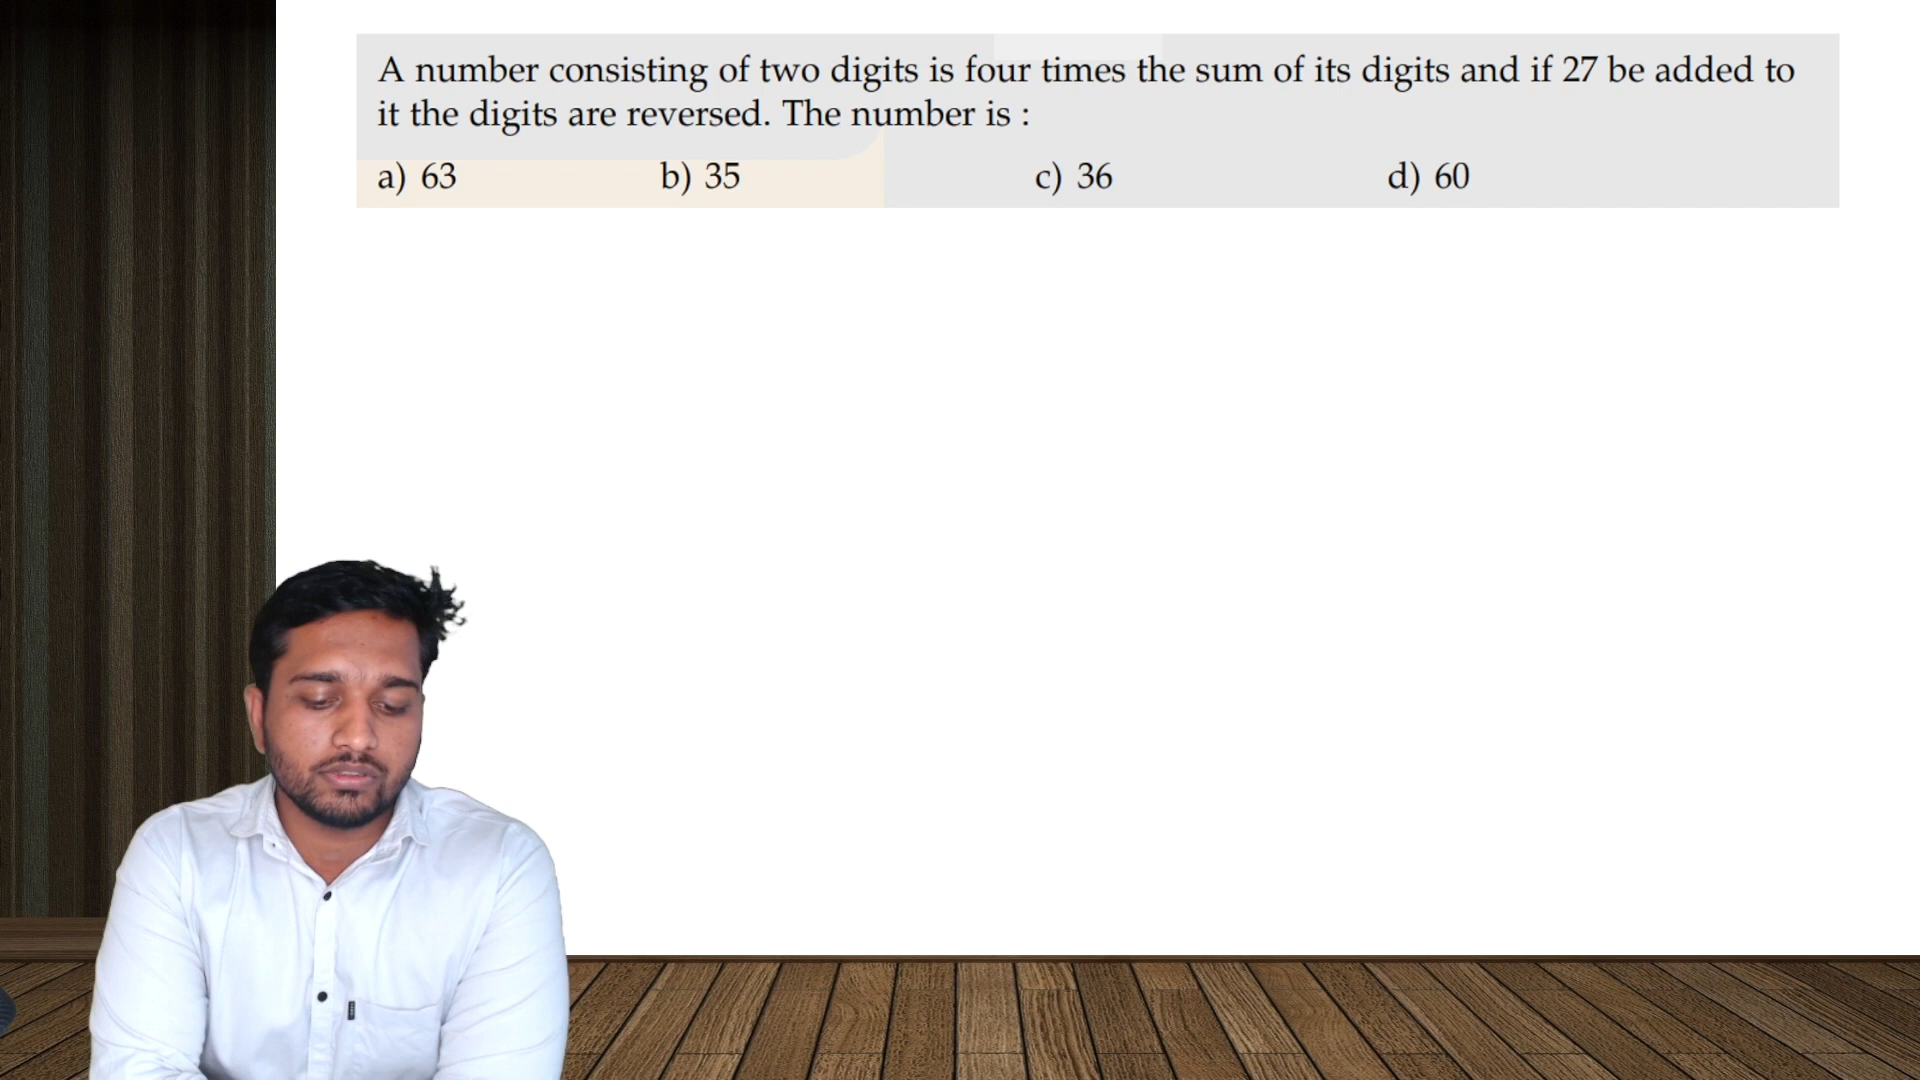 A number consisting of two digits is four times the sum of its digits and if 27 be added to
it the digits are reversed. The number is :
a) 63 b) 35 c) 36 d) 60